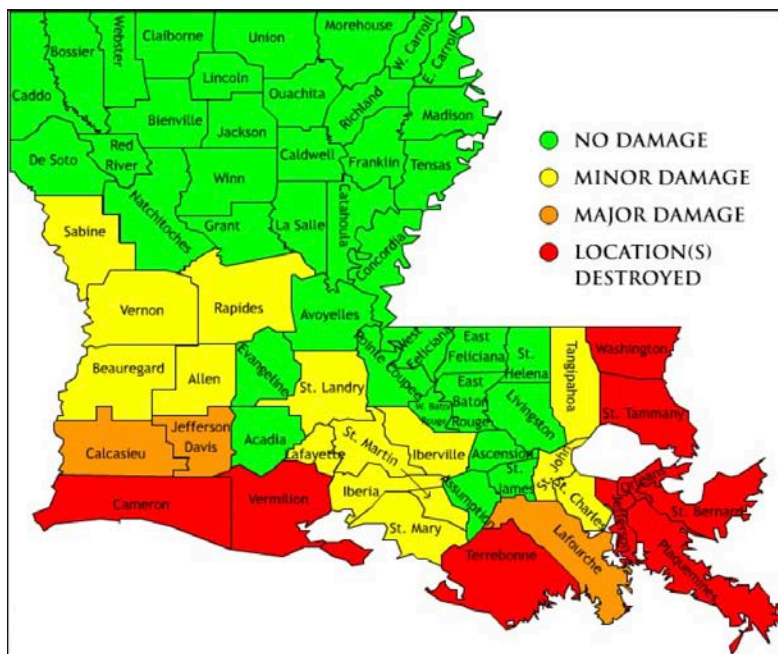 Caddo
Bossier
Webster
Claiborne
Union
Morehouse
W. Carroll
E. Carroll
Lincoln
Ouachita
Richland
Madison
Bienville
Jackson
De Soto
Red
River
Caldwell
Franklin
Tensas
Winn
Natchitoches
Grant
La Salle
Catahoula
Concordia
Sabine
Vernon
Rapides
Avoyelles
Beauregard
Allen
Evangeline
St. Landry
Pointe Coupee
West
Feliciana
East
Feliciana
St.
Helena
Tangipahoa
Washington
W. Baton
Rouge
East
Baton
Rouge
Livingston
St. Tammany
Calcasieu
Jefferson
Davis
Acadia
Lafayette
St. Martin
Iberville
Ascension
St. John
Cameron
Vermilion
Iberia
St. Mary
Assumption
St.
James
St. Charles
Orleans
Jefferson
St. Bernard
Plaquemines
Terrebonne
Lafourche
NO DAMAGE
MINOR DAMAGE
MAJOR DAMAGE
LOCATION(S)
DESTROYED